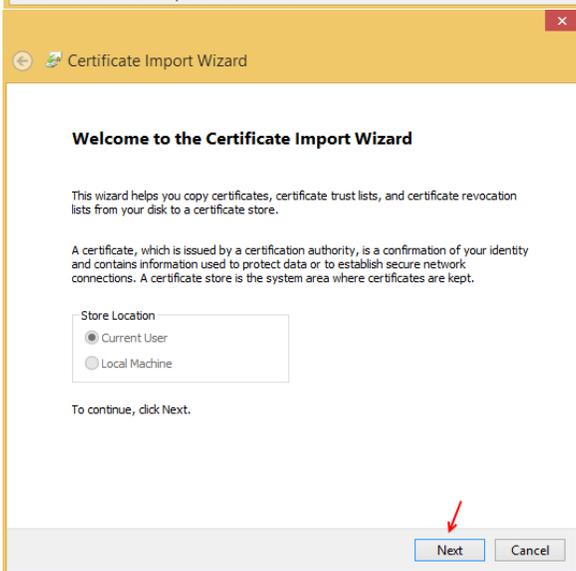 Certificate Import Wizard
Welcome to the Certificate Import Wizard
This wizard helps you copy certificates, certificate trust lists, and certificate revocation
lists from your disk to a certificate store.
A certificate, which is issued by a certification authority, is a confirmation of your identity
and contains information used to protect data or to establish secure network
connections. A certificate store is the system area where certificates are kept.
Store Location
Current User
Local Machine
To continue, click Next.
Next Cancel